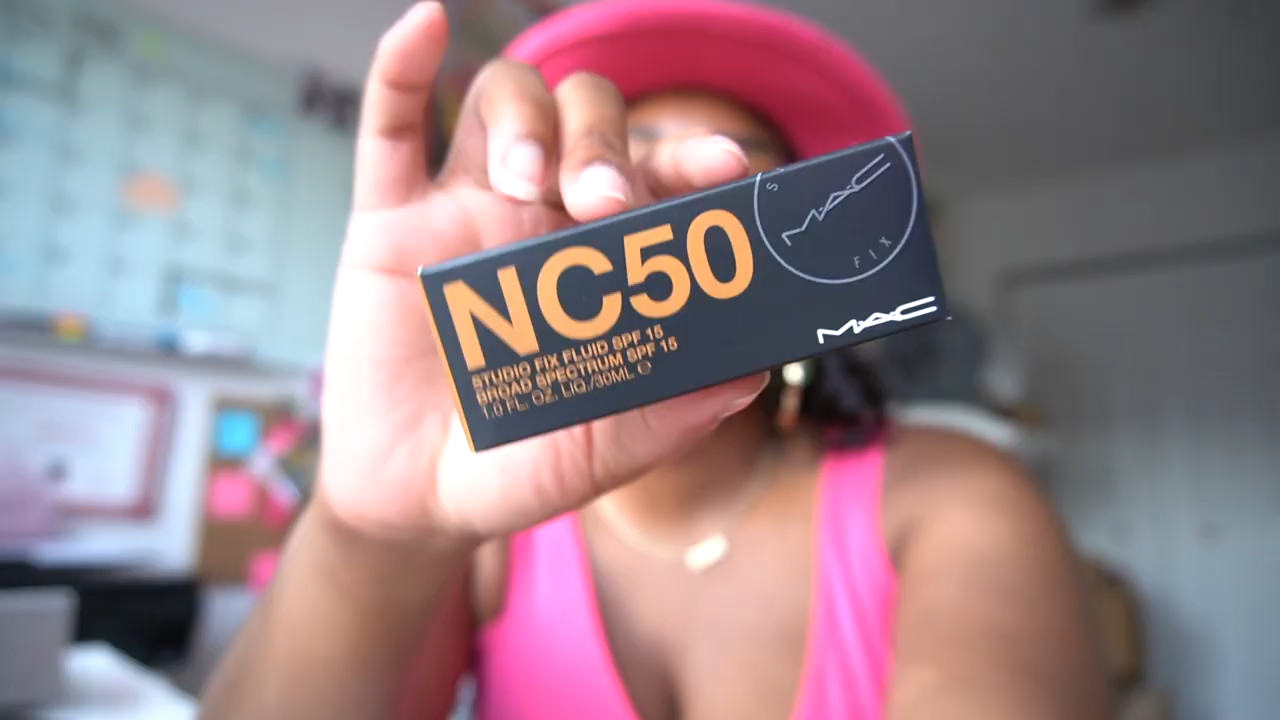 NC50
STUDIO FIX FLUID SPF 15
BROAD SPECTRUM SPF 15
1.0 FL. OZ. LIQ./30ML ℮
S
MAC
FIX
MAC